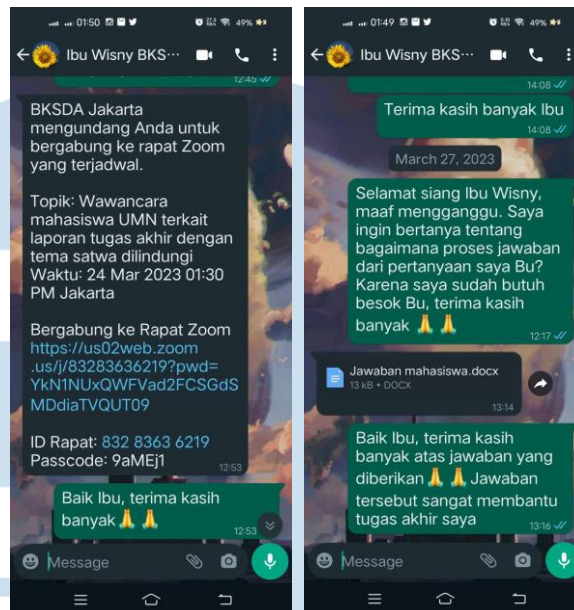 01:50
49%
Ibu Wisny BKS...
12:45
BKSDA Jakarta
mengundang Anda untuk
bergabung ke rapat Zoom
yang terjadwal.
Topik: Wawancara
mahasiswa UMN terkait
laporan tugas akhir dengan
tema satwa dilindungi
Waktu: 24 Mar 2023 01:30
PM Jakarta
Bergabung ke Rapat Zoom
https://us02web.zoom
.us/j/83283636219?pwd=
YkN1NUxQWFVad2FCSGdS
MDdiaTVQUT09
ID Rapat: 832 8363 6219
Passcode: 9aMEj1
12:53
Baik Ibu, terima kasih
banyak 🙏 🙏
12:53
Message
01:49
49%
Ibu Wisny BKS...
14:08
Terima kasih banyak Ibu
14:08
March 27, 2023
Selamat siang Ibu Wisny,
maaf mengganggu. Saya
ingin bertanya tentang
bagaimana proses jawaban
dari pertanyaan saya Bu?
Karena saya sudah butuh
besok Bu, terima kasih
banyak 🙏 🙏
12:17
Jawaban mahasiswa.docx
13 kB • DOCX
13:14
Baik Ibu, terima kasih
banyak atas jawaban yang
diberikan 🙏 🙏 Jawaban
tersebut sangat membantu
tugas akhir saya
13:16
Message